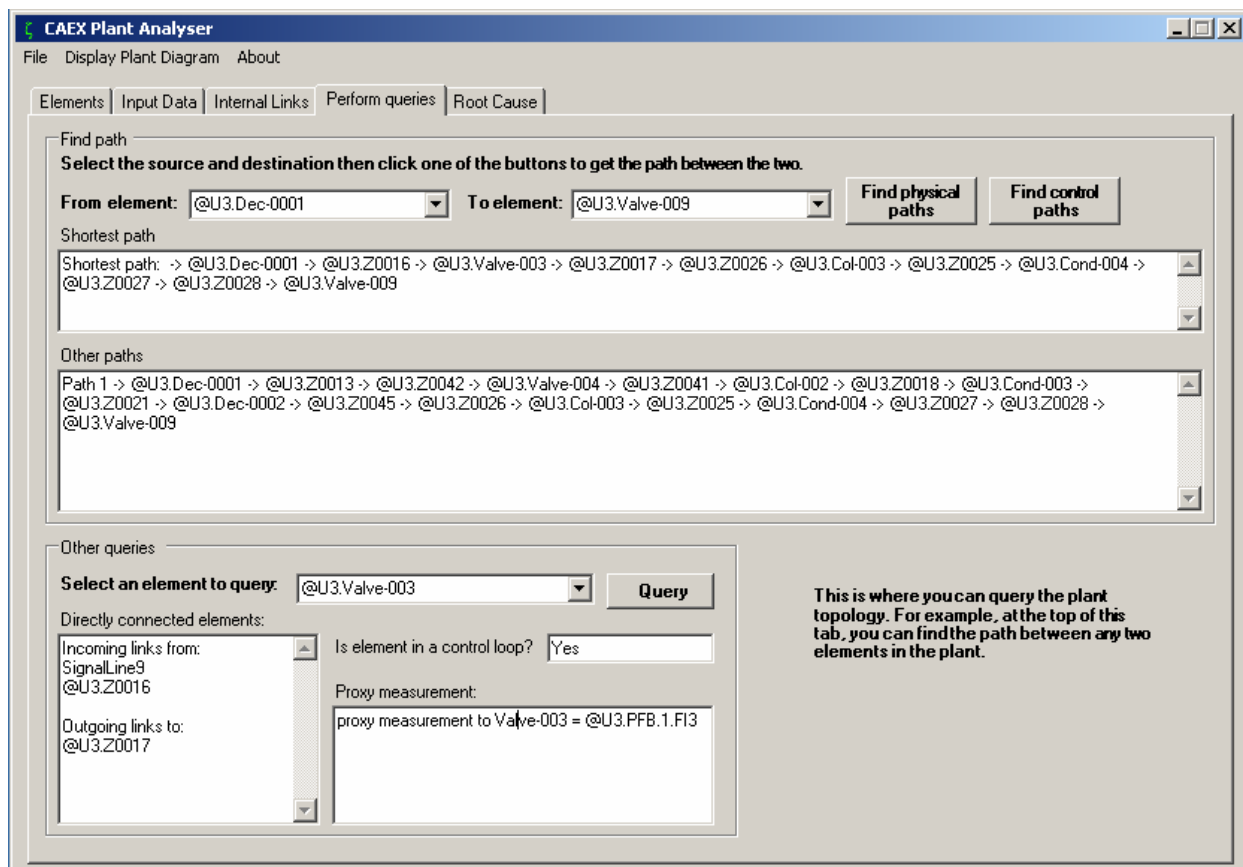 CAEX Plant Analyser
File Display Plant Diagram About
Elements Input Data Internal Links Perform queries Root Cause
Find path
Select the source and destination then click one of the buttons to get the path between the two.
From element: @U3.Dec-0001 To element: @U3.Valve-009 Find physical paths Find control paths
Shortest path
Shortest path: -> @U3.Dec-0001 -> @U3.Z0016 -> @U3.Valve-003 -> @U3.Z0017 -> @U3.Z0026 -> @U3.Col-003 -> @U3.Z0025 -> @U3.Cond-004 ->
@U3.Z0027 -> @U3.Z0028 -> @U3.Valve-009
Other paths
Path 1 -> @U3.Dec-0001 -> @U3.Z0013 -> @U3.Z0042 -> @U3.Valve-004 -> @U3.Z0041 -> @U3.Col-002 -> @U3.Z0018 -> @U3.Cond-003 ->
@U3.Z0021 -> @U3.Dec-0002 -> @U3.Z0045 -> @U3.Z0026 -> @U3.Col-003 -> @U3.Z0025 -> @U3.Cond-004 -> @U3.Z0027 -> @U3.Z0028 ->
@U3.Valve-009
Other queries
Select an element to query: @U3.Valve-003 Query
Directly connected elements:
Incoming links from:
SignalLine9
@U3.Z0016
Outgoing links to:
@U3.Z0017
Is element in a control loop? Yes
Proxy measurement:
proxy measurement to Valve-003 = @U3.PFB.1.FI3
This is where you can query the plant
topology. For example, at the top of this
tab, you can find the path between any two
elements in the plant.